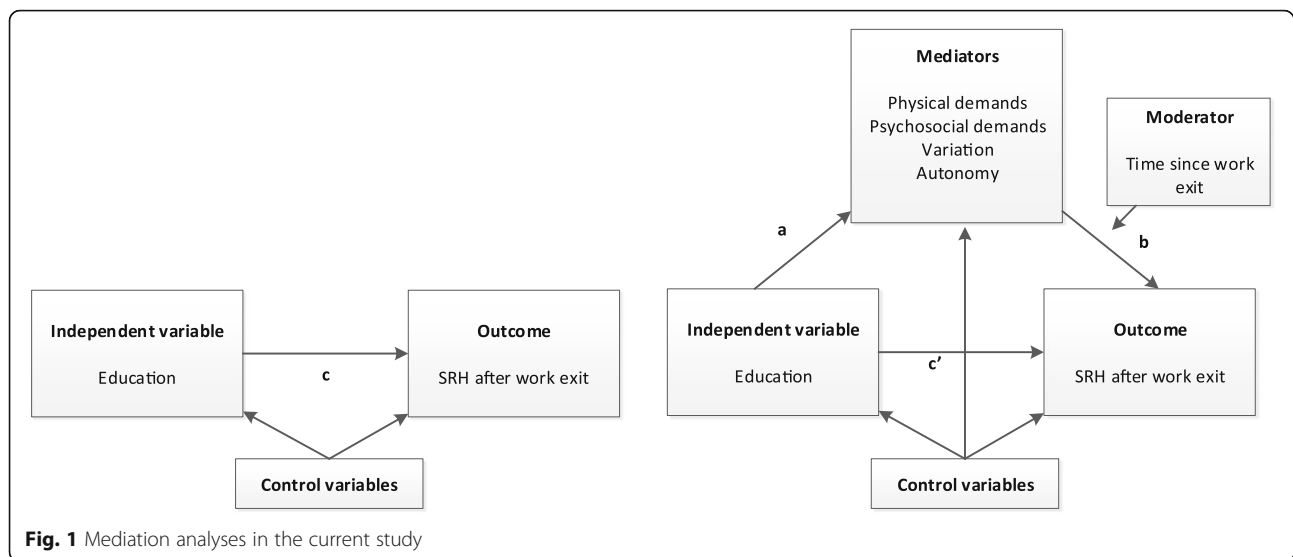 Independent variable
Education
c
Outcome
SRH after work exit
Control variables
Mediators
Physical demands
Psychosocial demands
Variation
Autonomy
Moderator
Time since work
exit
a
b
Independent variable
Education
c’
Outcome
SRH after work exit
Control variables
Fig. 1 Mediation analyses in the current study